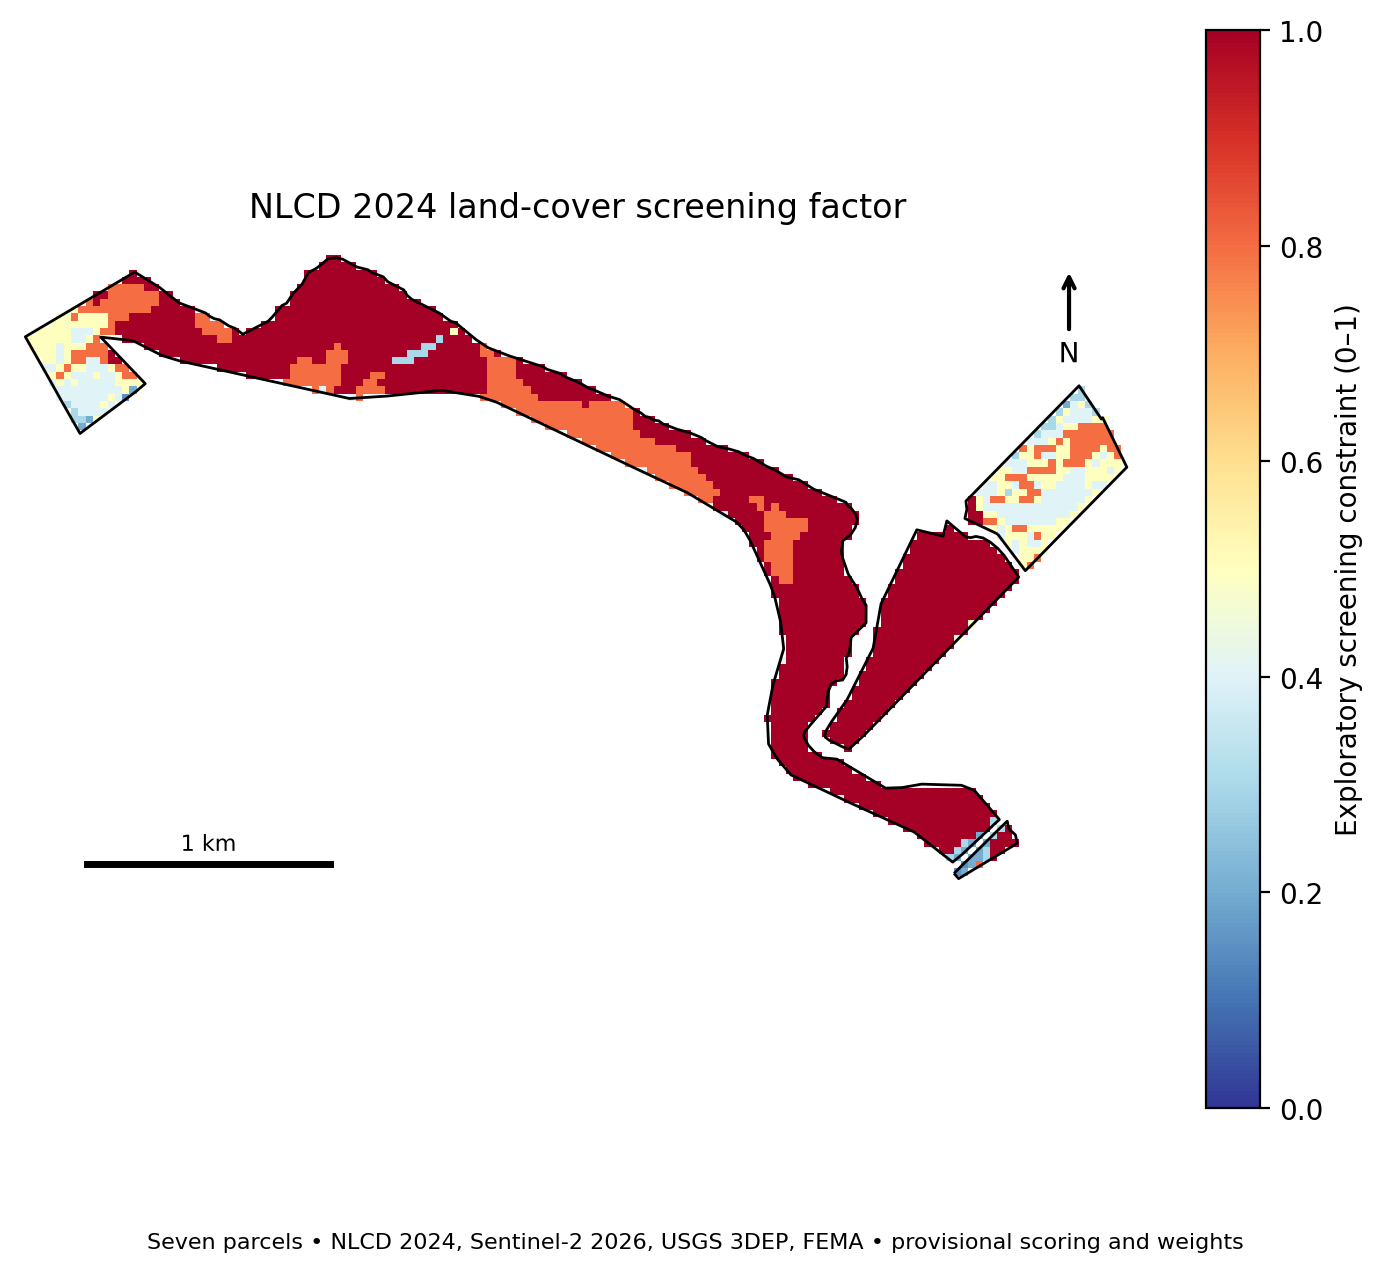 NLCD 2024 land-cover screening factor
N
1 km
1.0
0.8
0.6
0.4
0.2
0.0
Exploratory screening constraint (0–1)
Seven parcels • NLCD 2024, Sentinel-2 2026, USGS 3DEP, FEMA • provisional scoring and weights